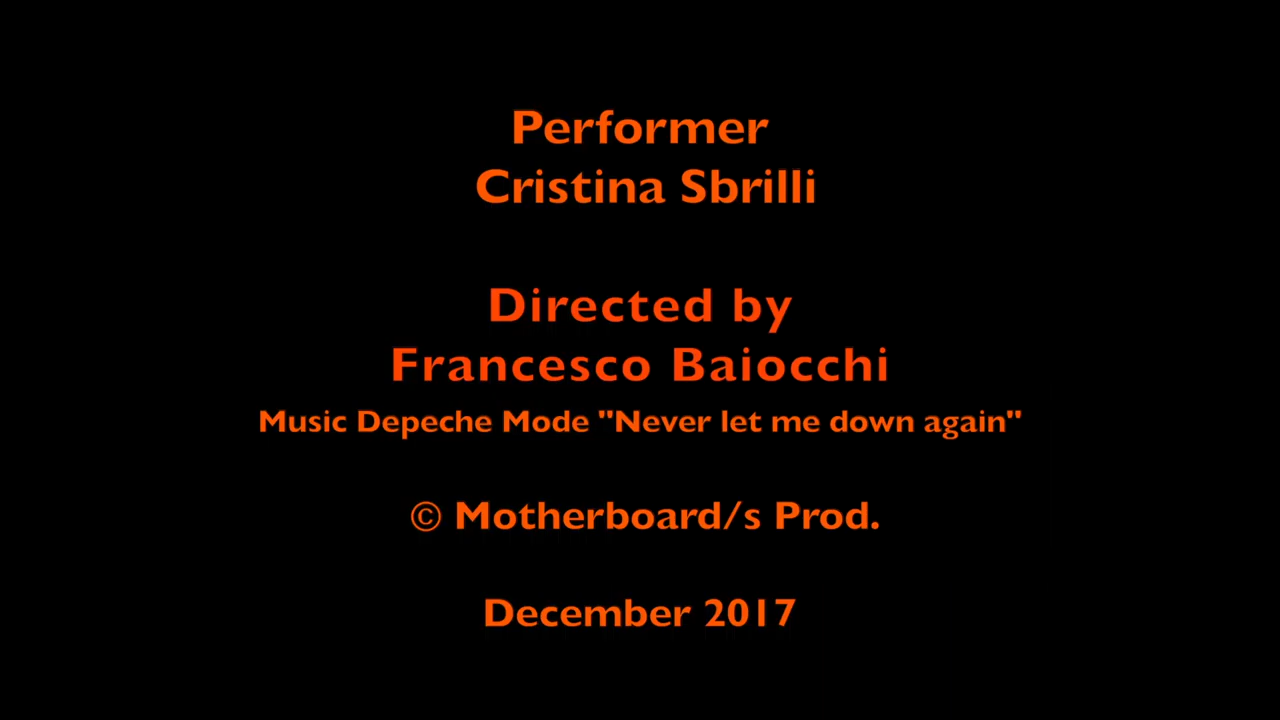 Performer
Cristina Sbrilli
Directed by
Francesco Baiocchi
Music Depeche Mode "Never let me down again"
© Motherboard/s Prod.
December 2017